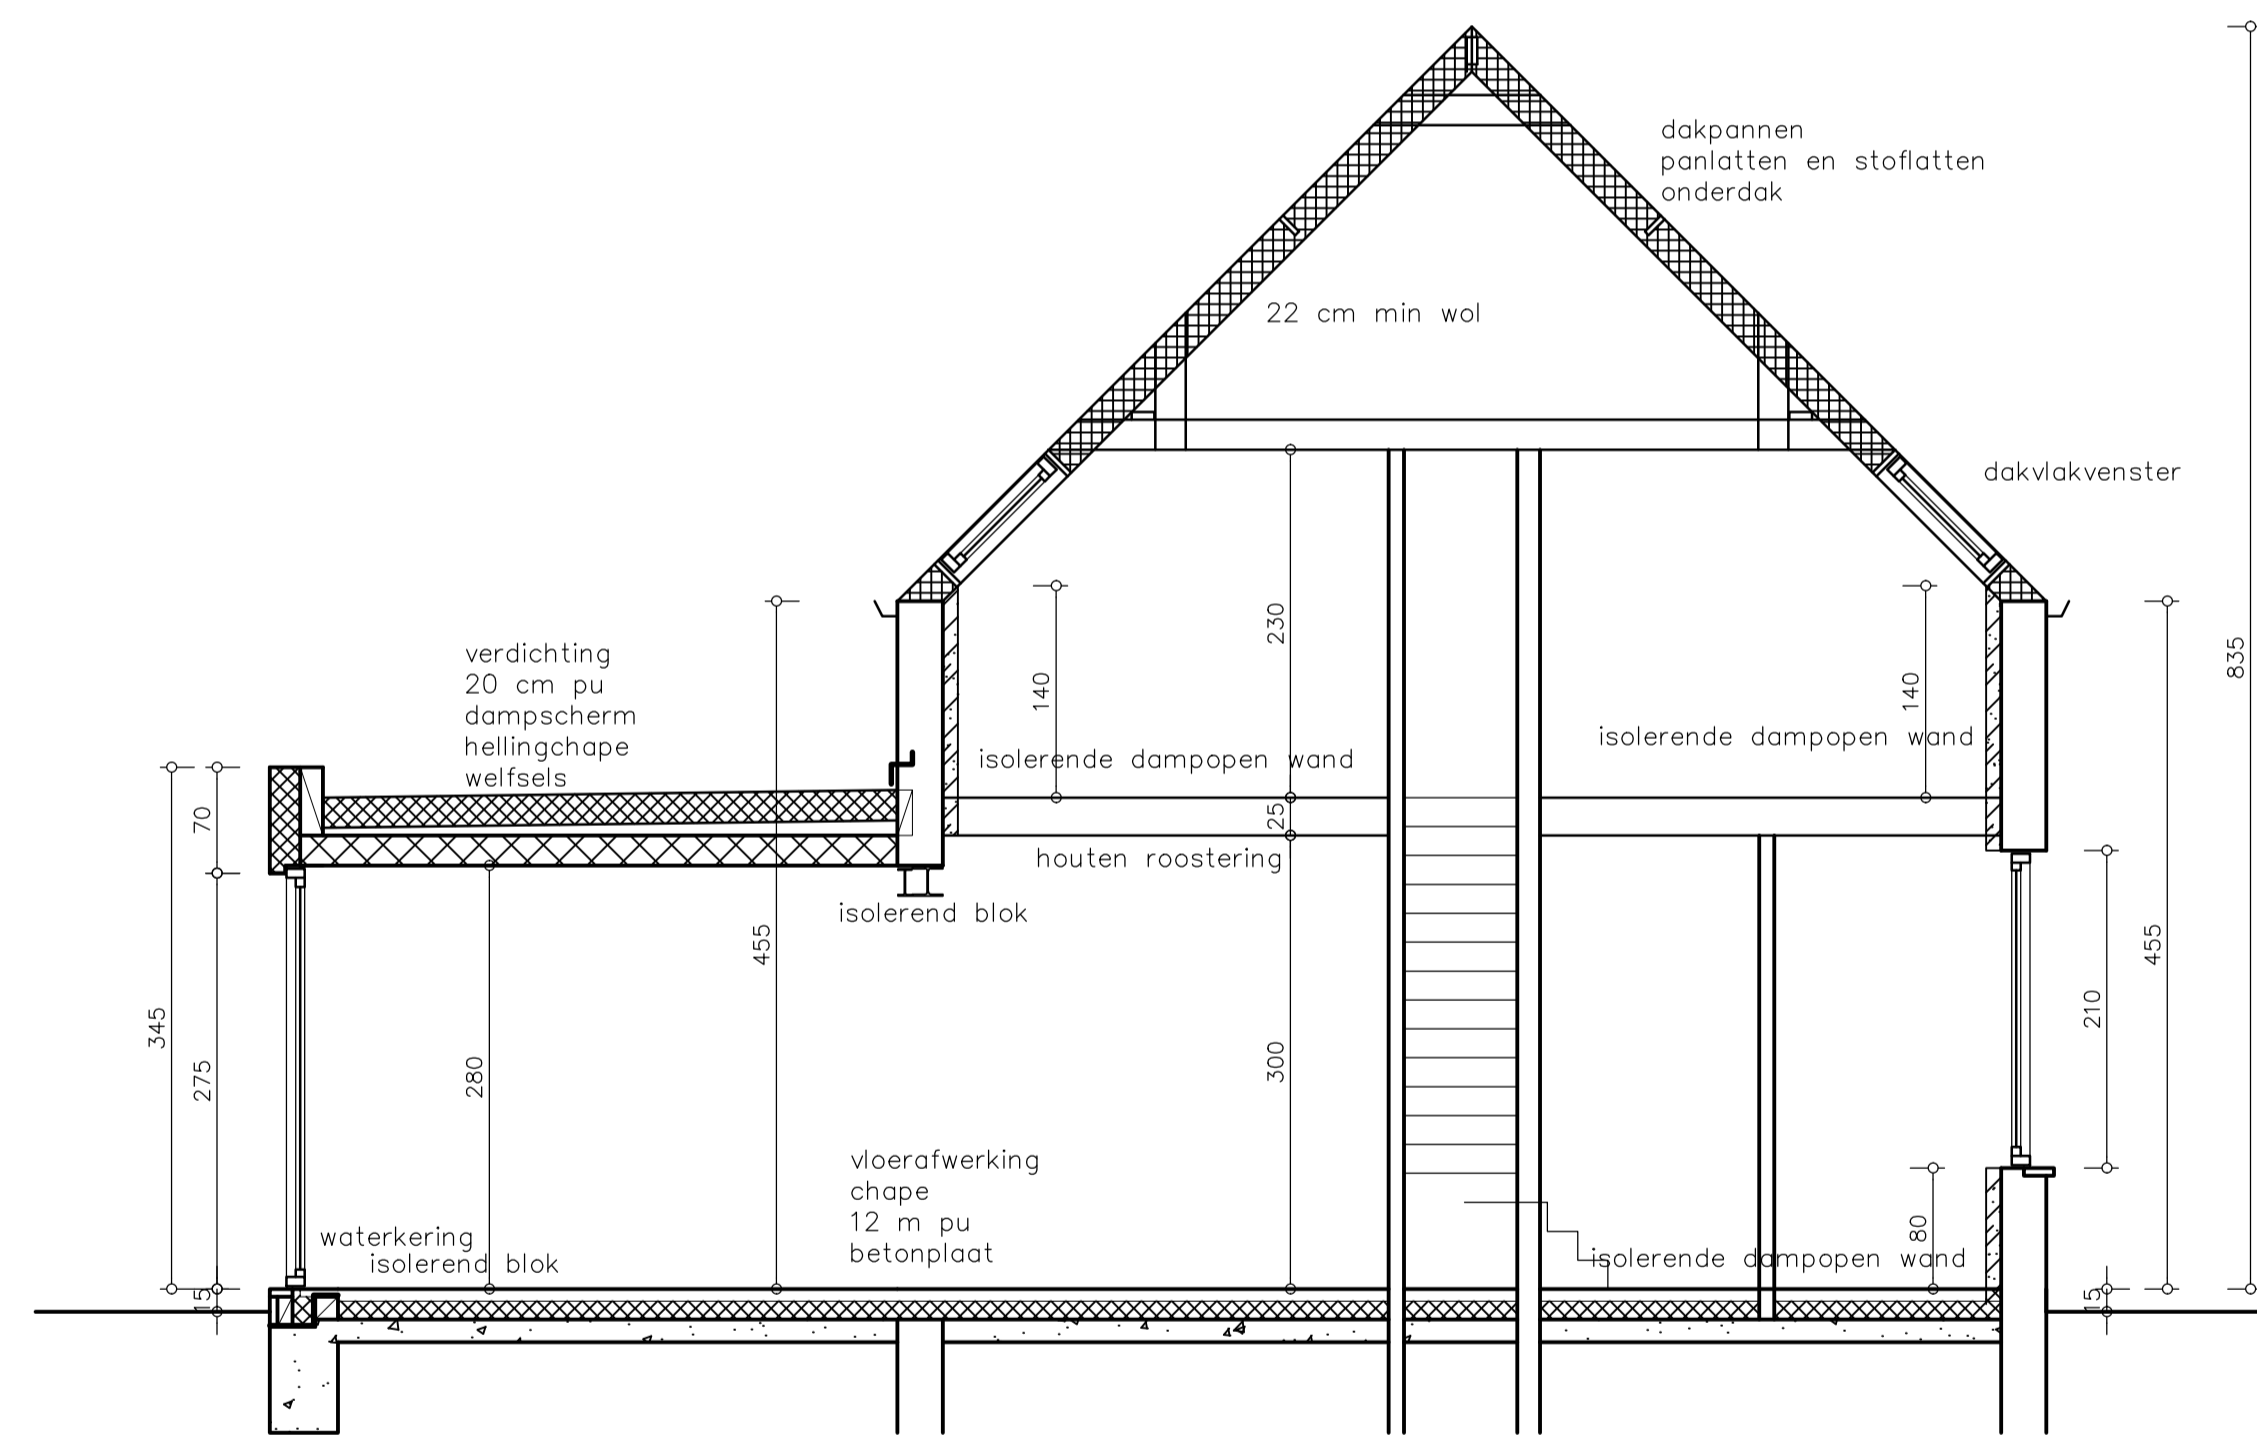 dakpannen
panlatten en stoflatten
onderdak
22 cm min wol
dakvlakvenster
835
230
verdichting
20 cm pu
dampscherm
hellingchape
welfsels
140
140
isolerende dampopen wand
isolerende dampopen wand
70
25
houten roostering
isolerend blok
455
455
345
275
280
300
210
vloerafwerking
chape
12 m pu
betonplaat
waterkering
isolerend blok
80
isolerende dampopen wand
15
15